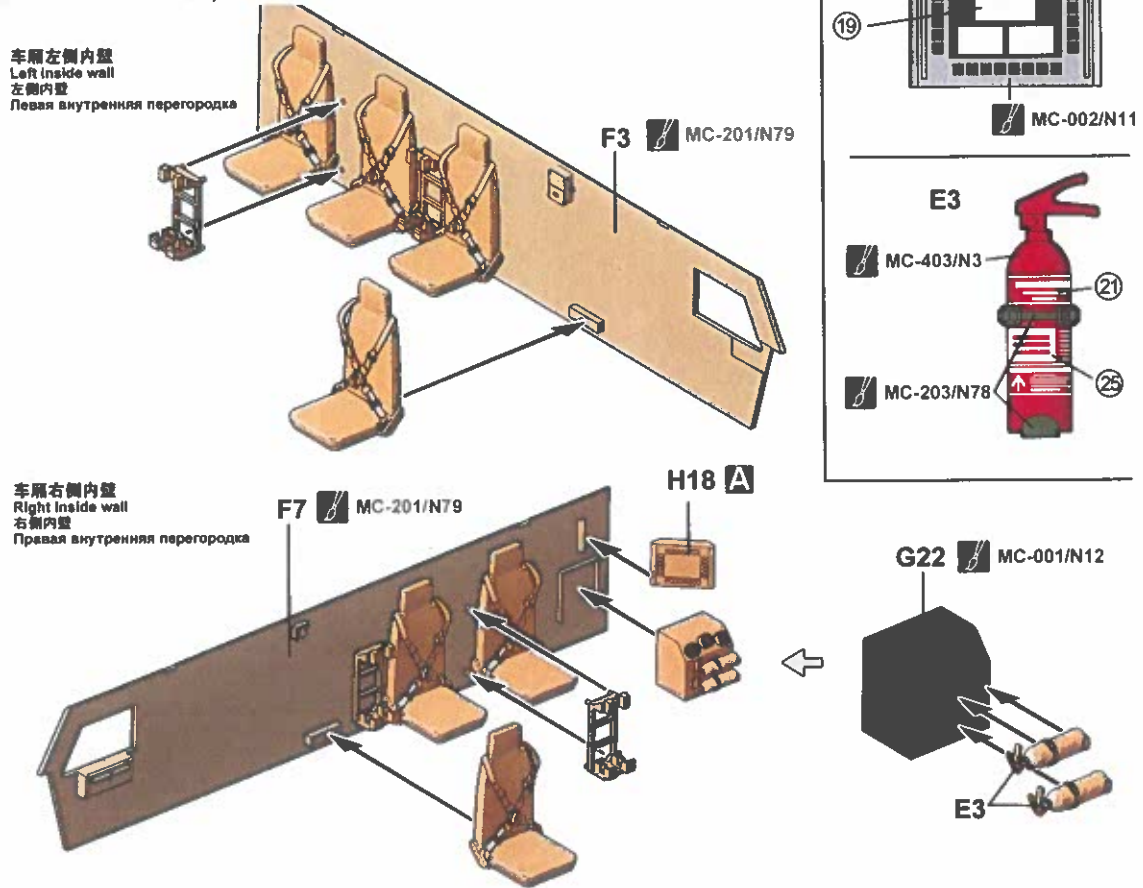 车厢左侧内壁
Left inside wall
左側内壁
Левая внутренняя перегородка
F3 MC-201/N79
19
MC-002/N11
E3
MC-403/N3
21
MC-203/N78
25
车厢右侧内壁
Right inside wall
右側内壁
Правая внутренняя перегородка
F7 MC-201/N79
H18 A
G22 MC-001/N12
E3